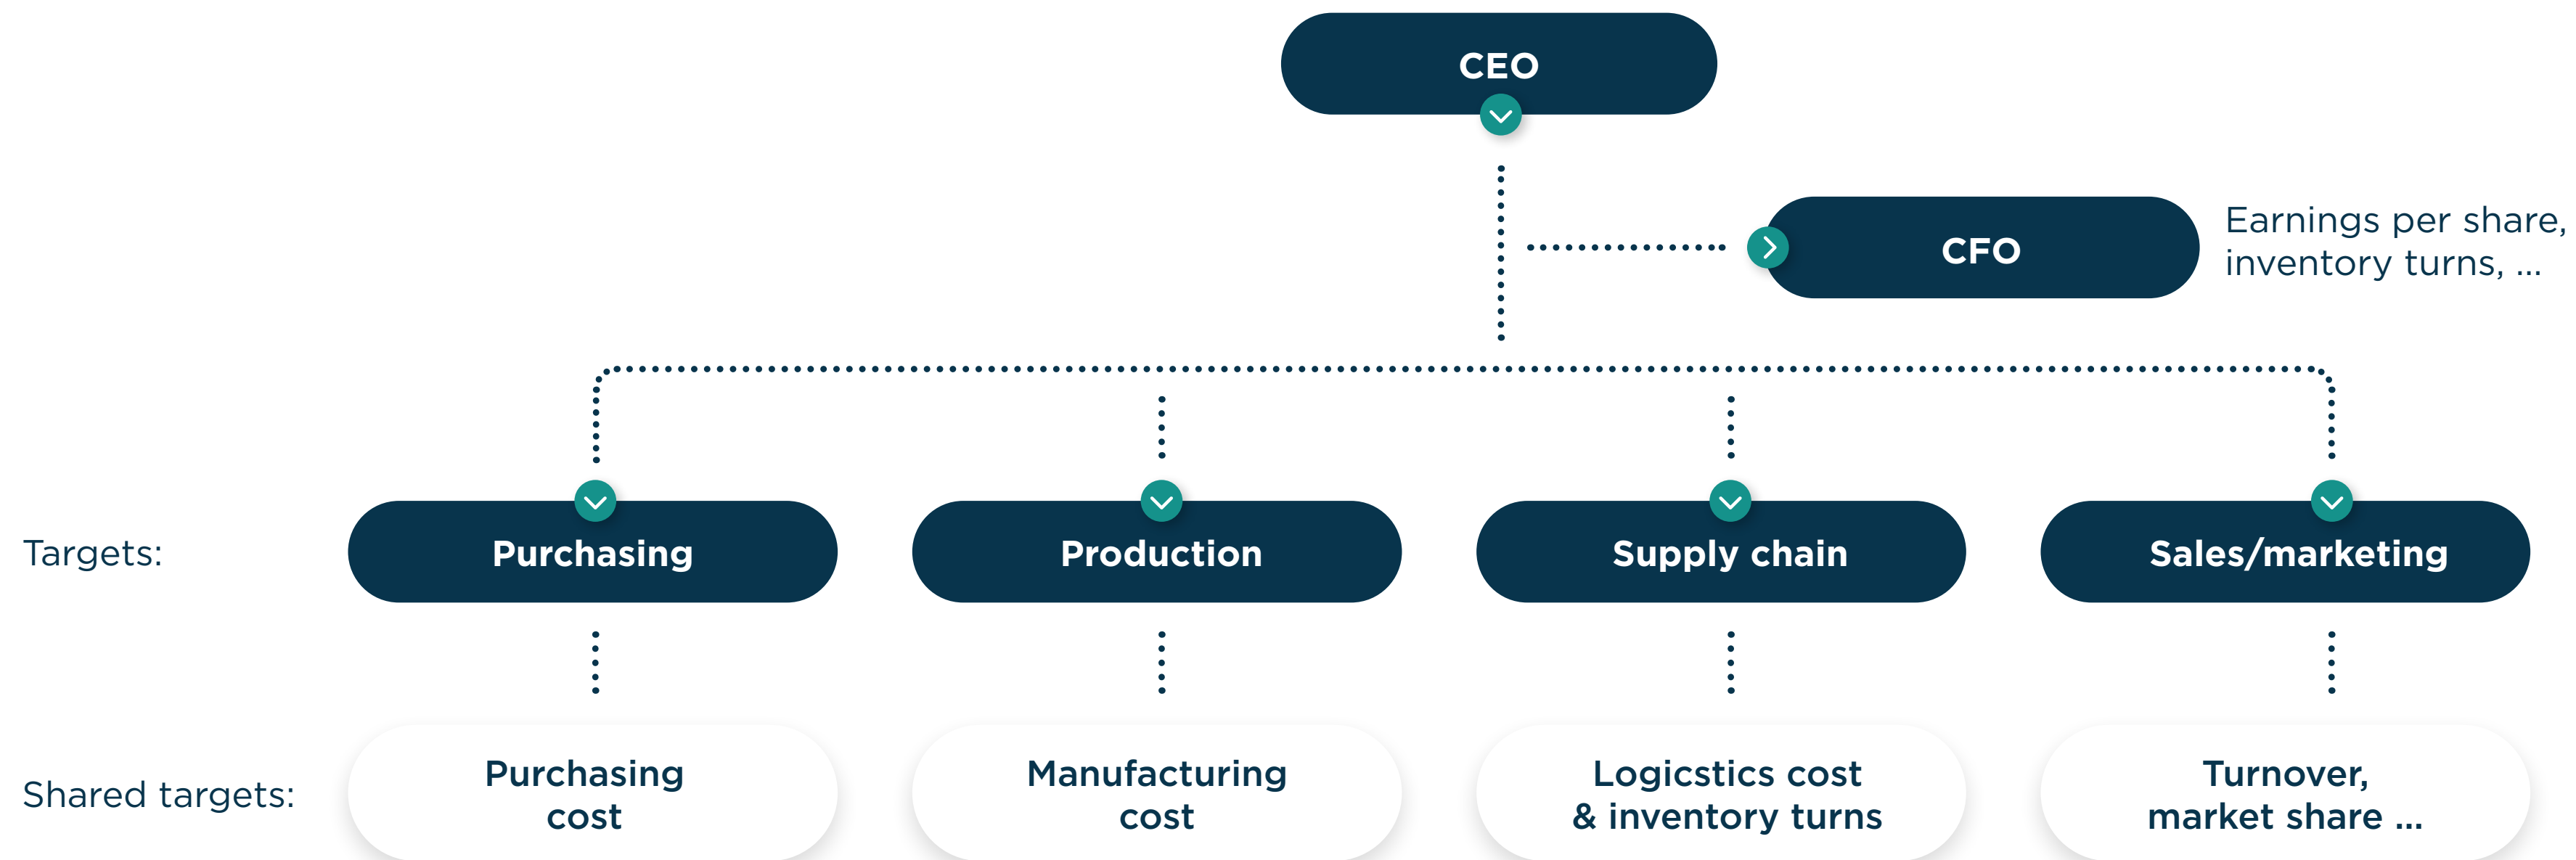 CEO
CFO
Earnings per share,
inventory turns, ...
Targets:
Purchasing
Production
Supply chain
Sales/marketing
Shared targets:
Purchasing
cost
Manufacturing
cost
Logicstics cost
& inventory turns
Turnover,
market share ...